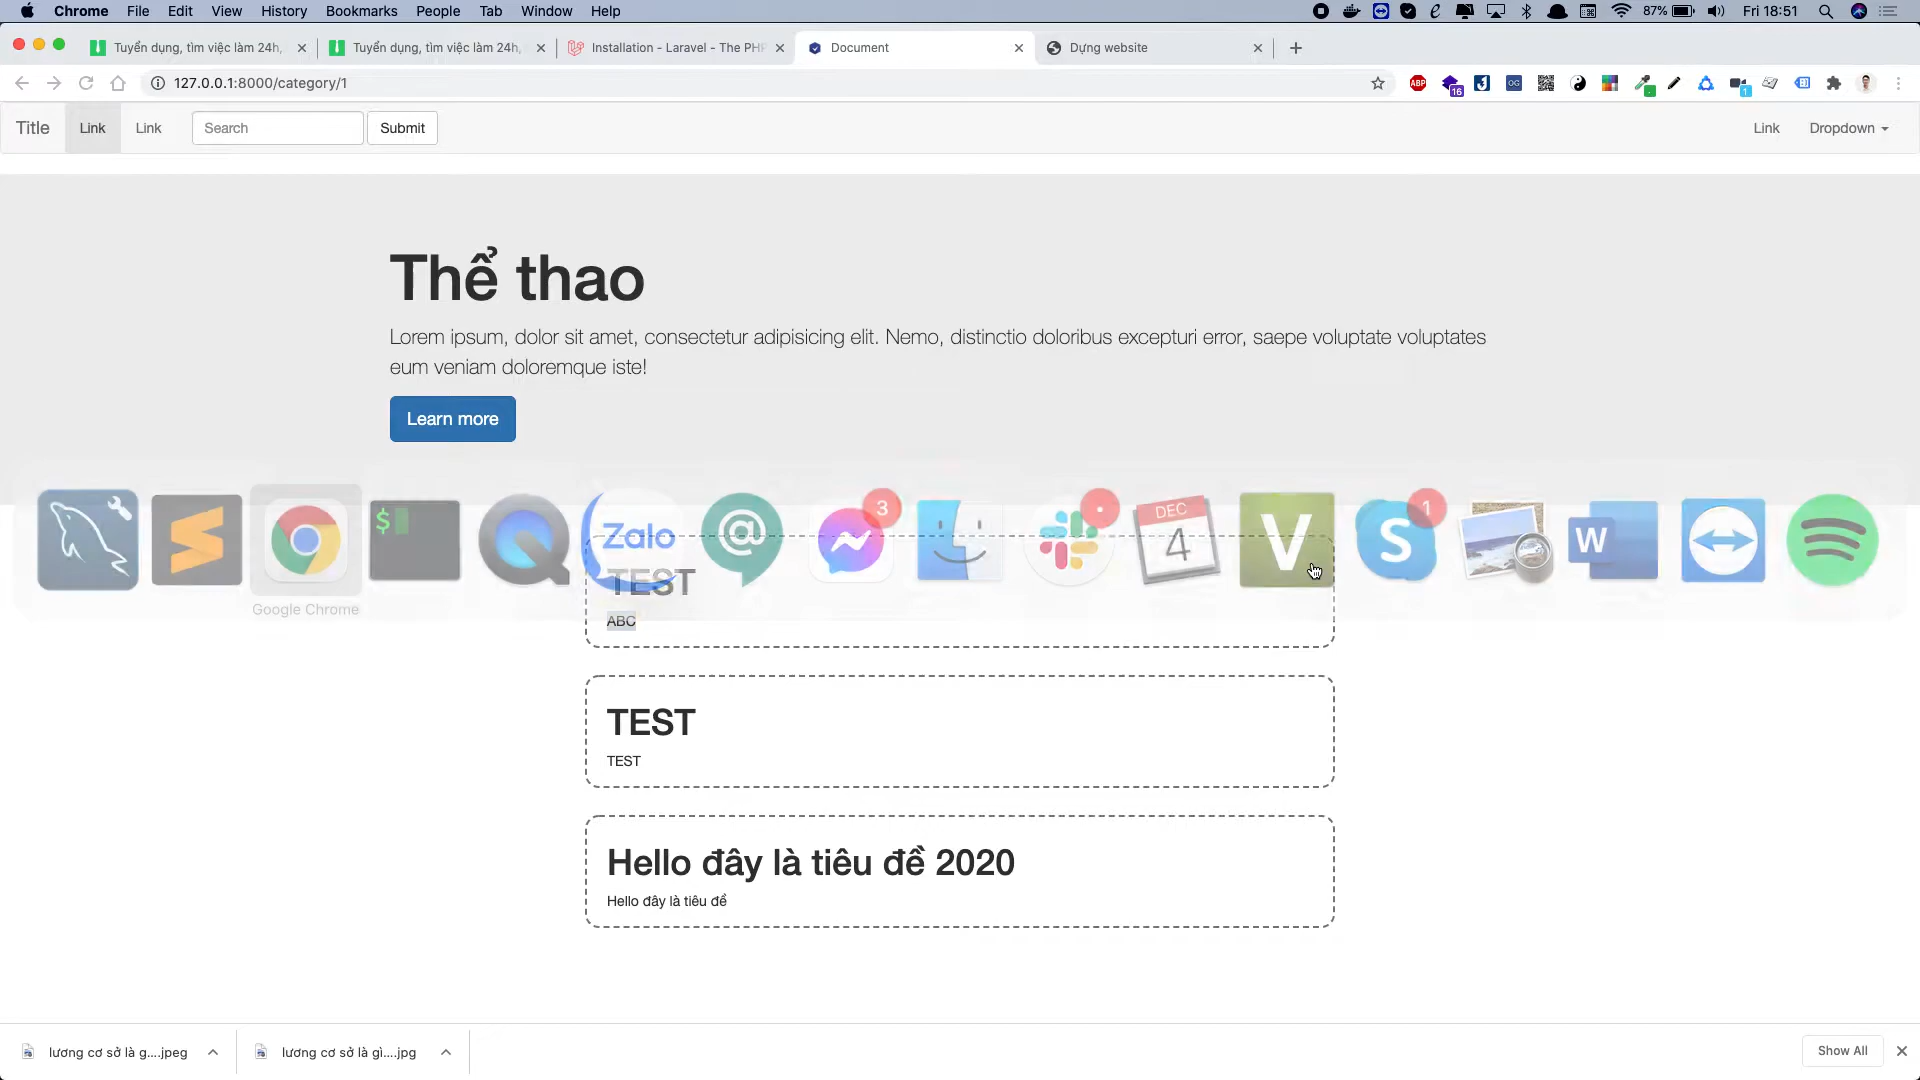 Chrome File Edit View History Bookmarks People Tab Window Help 87% Fri 18:51
Tuyển dụng, tìm việc làm 24h, Tuyển dụng, tìm việc làm 24h, Installation - Laravel - The PHP Document Dựng website
127.0.0.1:8000/category/1 ABP 16 OG 1
Title Link Link Search Submit Link Dropdown
Thể thao
Lorem ipsum, dolor sit amet, consectetur adipisicing elit. Nemo, distinctio doloribus excepturi error, saepe voluptate voluptates
eum veniam doloremque iste!
Learn more
$ Zalo @ 3 DEC 4 V S 1 W
Google Chrome
TEST
ABC
TEST
TEST
Hello đây là tiêu đề 2020
Hello đây là tiêu đề
lương cơ sở là g....jpeg lương cơ sở là gì....jpg Show All